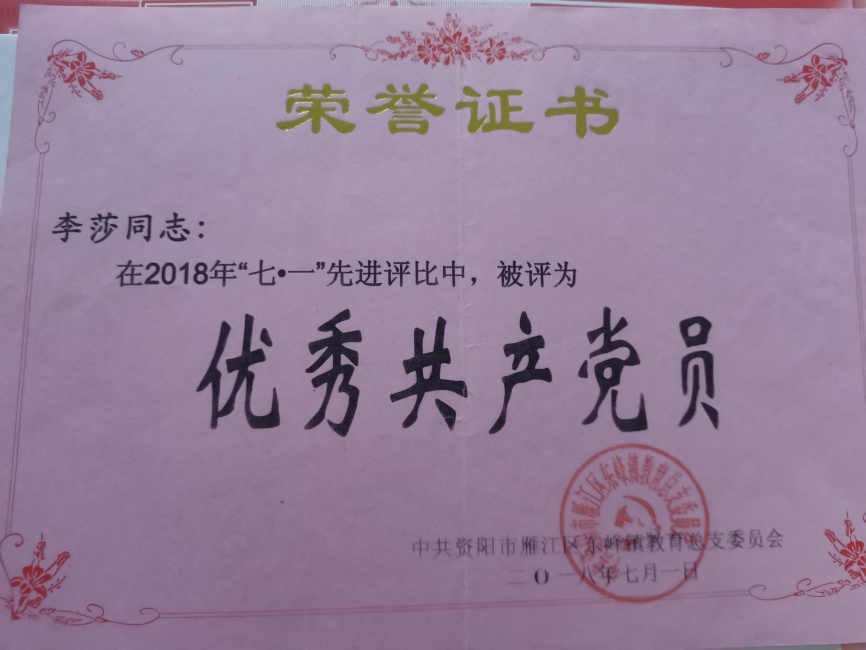 荣誉证书
李莎同志：
在2018年“七•一”先进评比中，被评为
优秀共产党员
中共资阳市雁江区东峰镇教育总支委员会
二O一八年七月一日